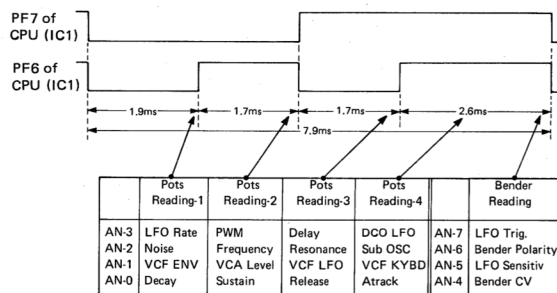 PF7 of
CPU (IC1)
PF6 of
CPU (IC1)
1.9ms 1.7ms 1.7ms 2.6ms
7.9ms
Pots Reading-1 Pots Reading-2 Pots Reading-3 Pots Reading-4 Bender Reading
AN-3 LFO Rate PWM Delay DCO LFO AN-7 LFO Trig.
AN-2 Noise Frequency Resonance Sub OSC AN-6 Bender Polarity
AN-1 VCF ENV VCA Level VCF LFO VCF KYBD AN-5 LFO Sensitiv
AN-0 Decay Sustain Release Atrack AN-4 Bender CV